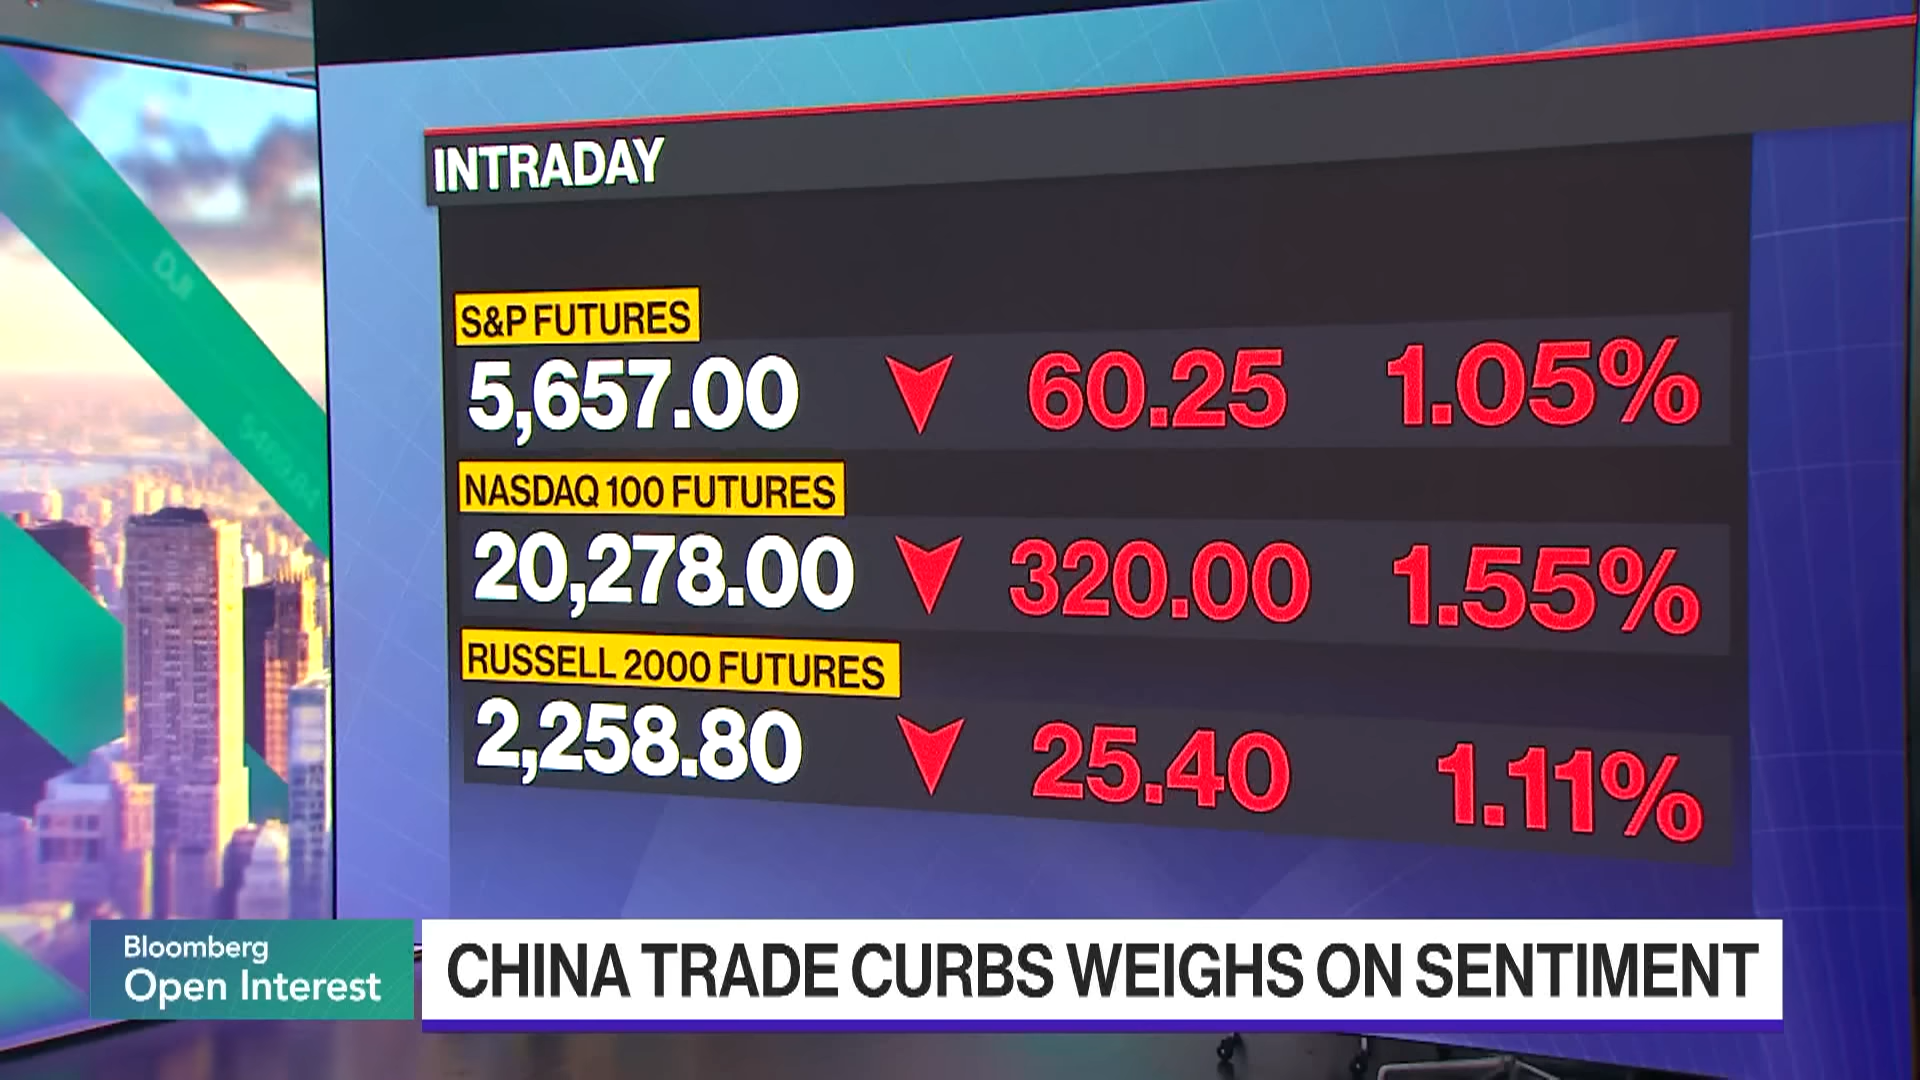 INTRADAY
S&P FUTURES
5,657.00 60.25 1.05%
NASDAQ 100 FUTURES
20,278.00 320.00 1.55%
RUSSELL 2000 FUTURES
2,258.80 25.40 1.11%
DJI
Bloomberg
Open Interest
CHINA TRADE CURBS WEIGHS ON SENTIMENT